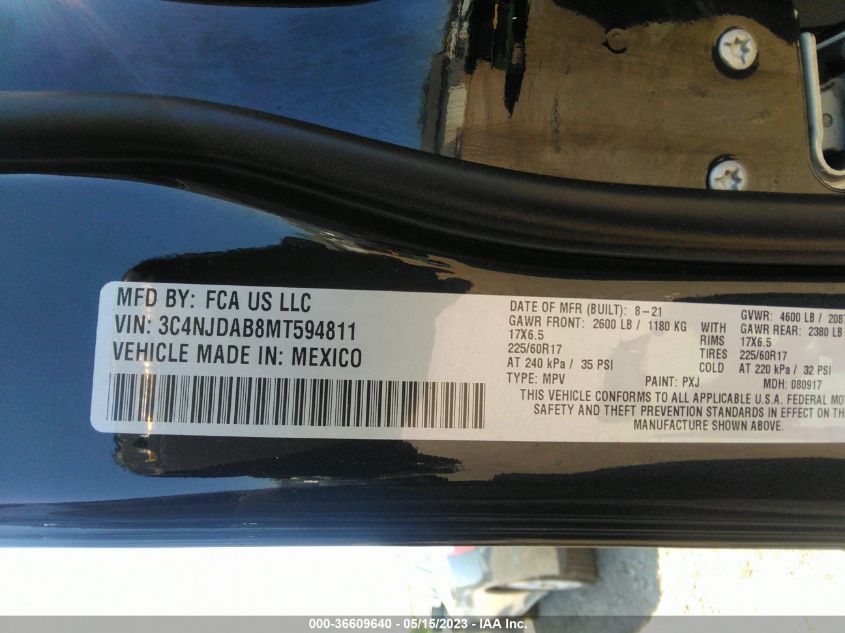 MFD BY: FCA US LLC
VIN: 3C4NJDAB8MT594811
VEHICLE MADE IN: MEXICO
DATE OF MFR (BUILT): 8-21
GVWR: 4600 LB / 2087
GAWR FRONT: 2600 LB / 1180 KG WITH GAWR REAR: 2380 LB
17X6.5 RIMS 17X6.5
225/60R17 TIRES 225/60R17
AT 240 kPa / 35 PSI COLD AT 220 kPa / 32 PSI
TYPE: MPV PAINT: PXJ MDH: 080917
THIS VEHICLE CONFORMS TO ALL APPLICABLE U.S.A. FEDERAL MOT
SAFETY AND THEFT PREVENTION STANDARDS IN EFFECT ON TH
MANUFACTURE SHOWN ABOVE.
000-36609640 - 05/15/2023 - IAA Inc.